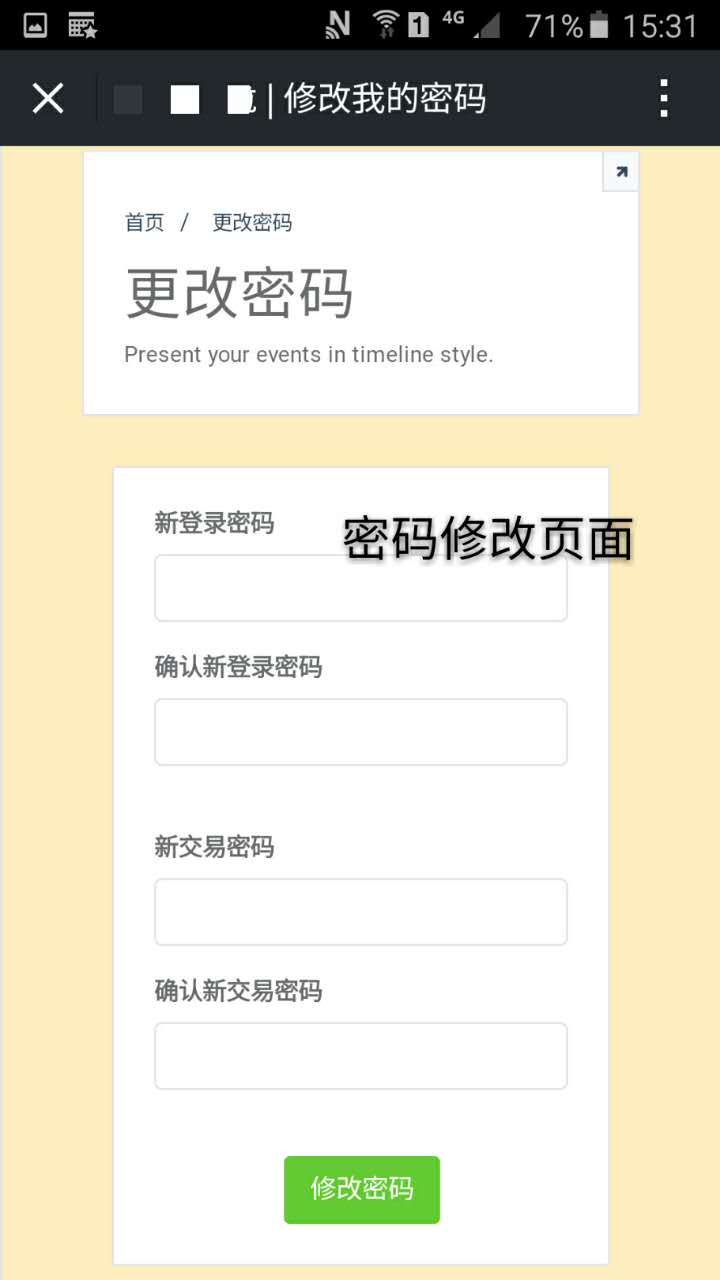 1 4G 71% 15:31
| 修改我的密码
首页 / 更改密码
更改密码
Present your events in timeline style.
新登录密码
密码修改页面
确认新登录密码
新交易密码
确认新交易密码
修改密码